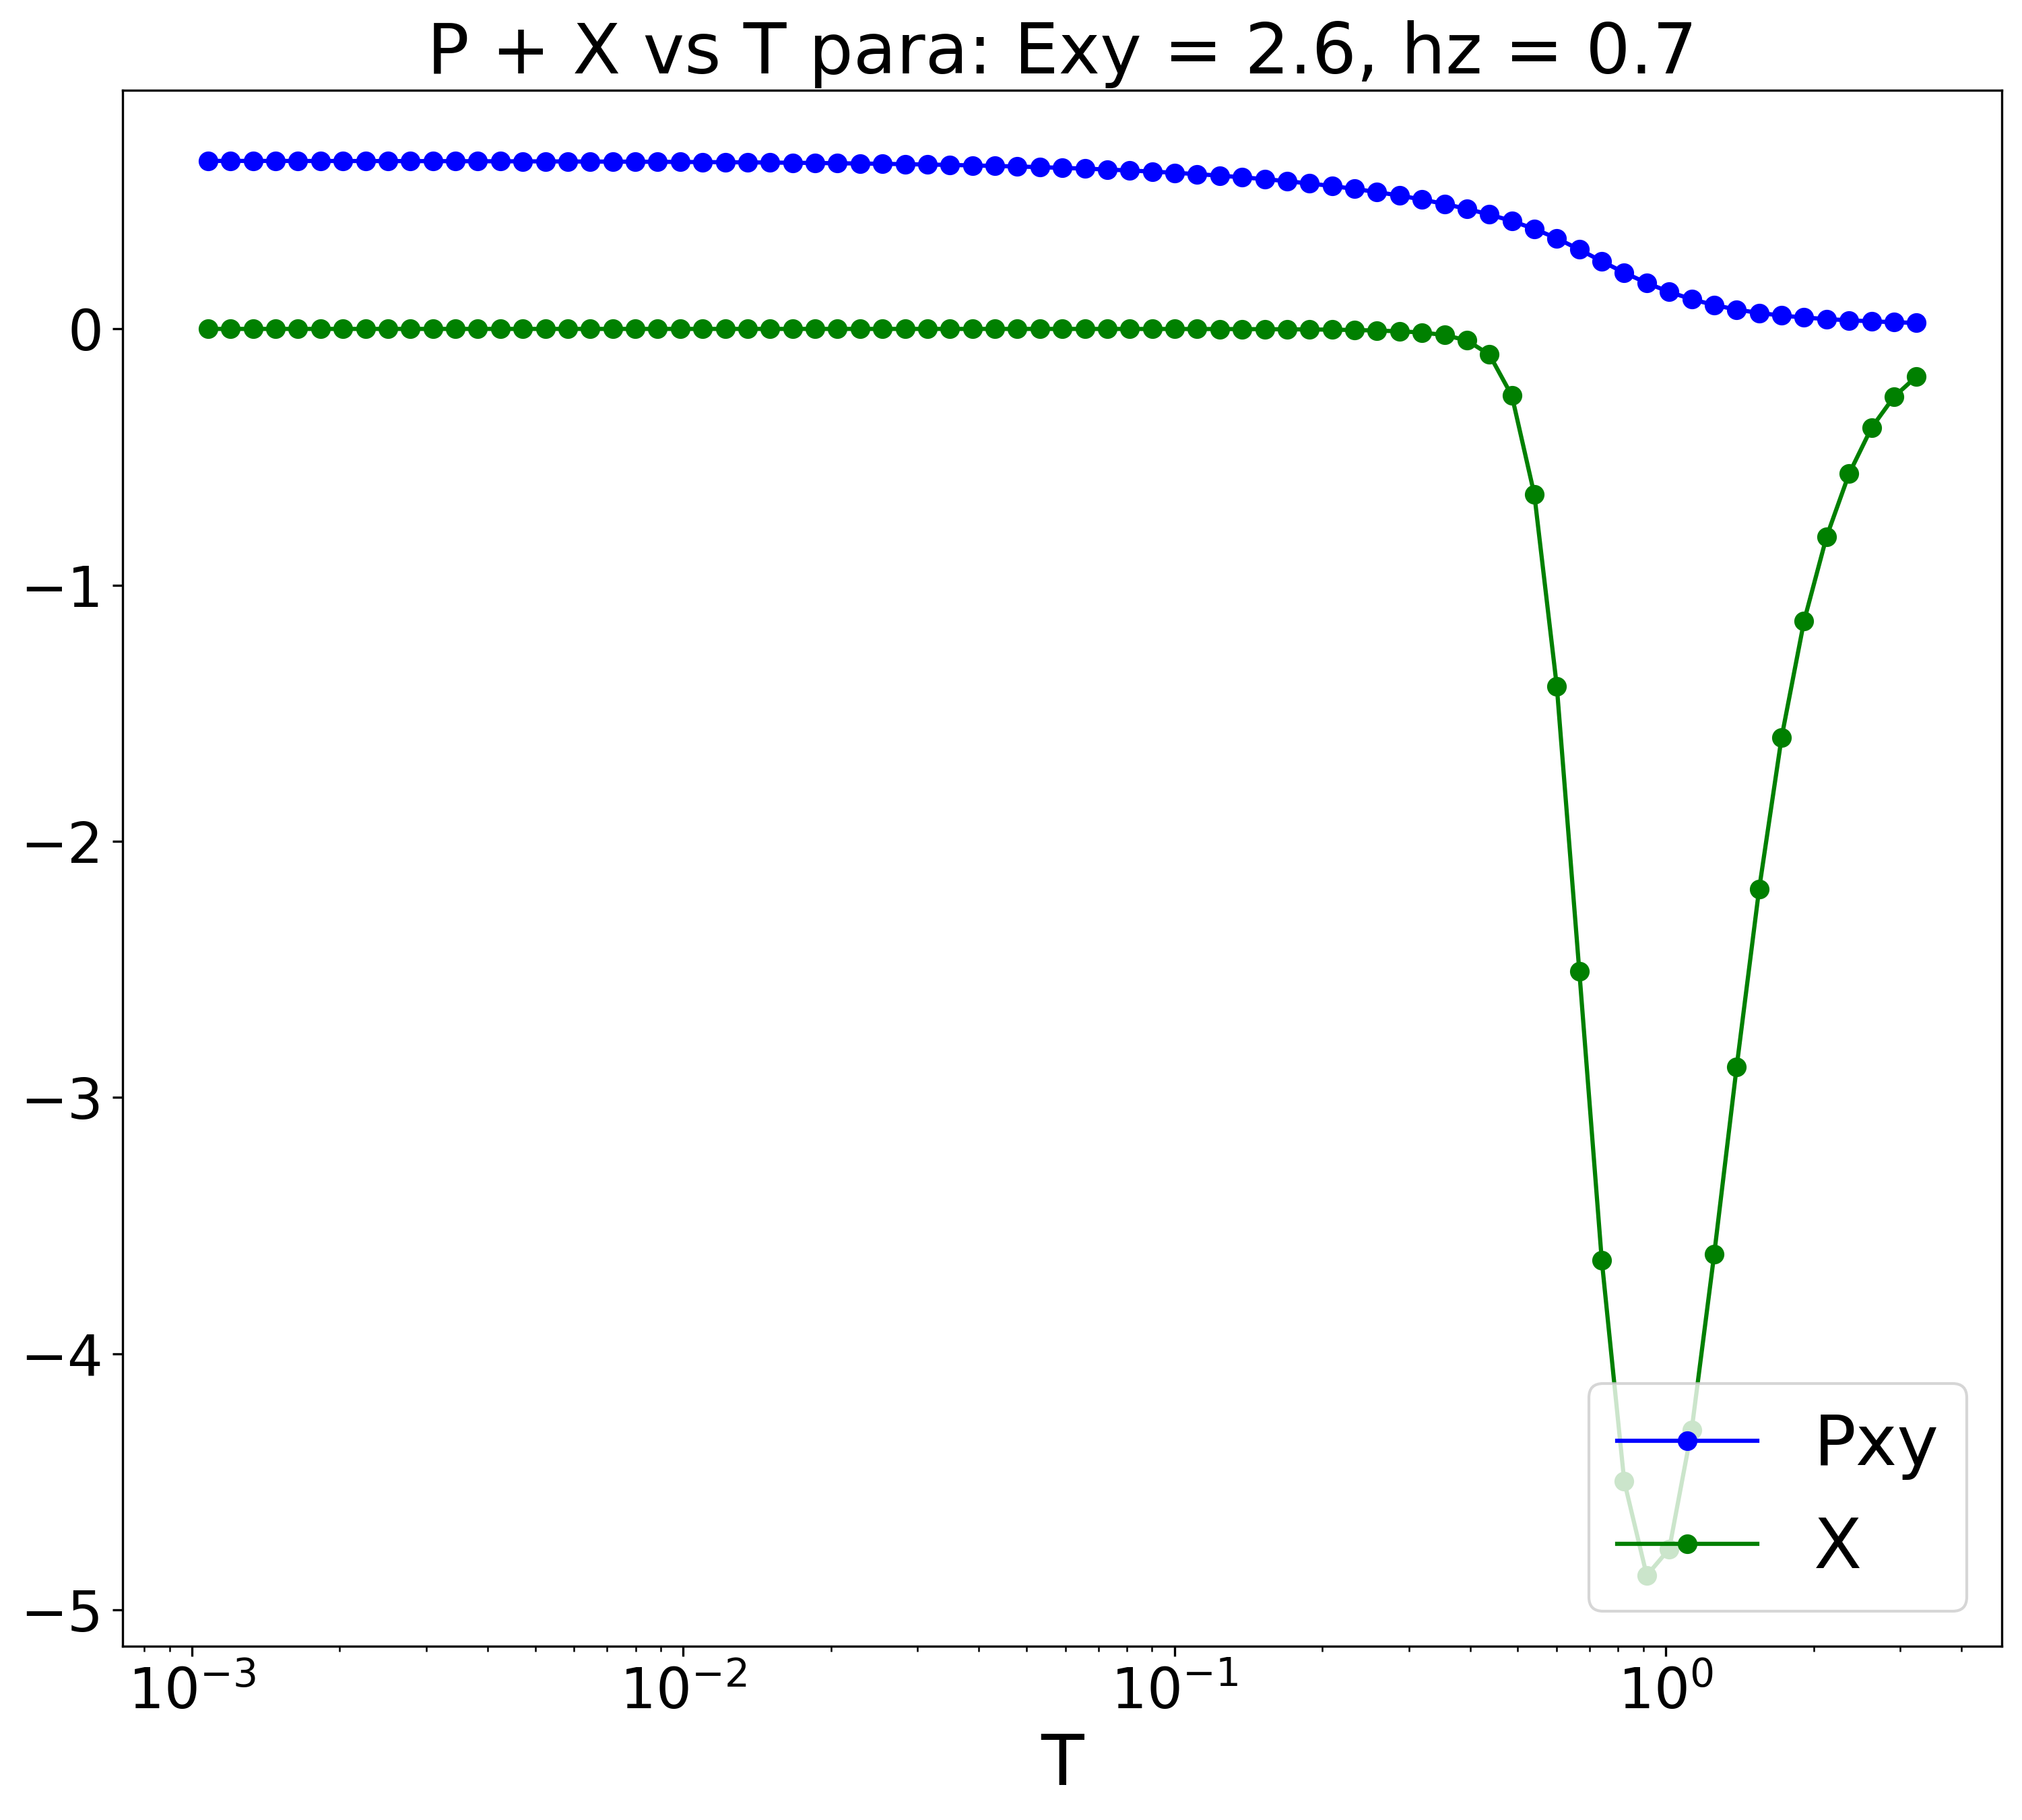 P + X vs T para: Exy = 2.6, hz = 0.7
0
−1
−2
−3
−4
−5
Pxy
X
10⁻³ 10⁻² 10⁻¹ 10⁰
T